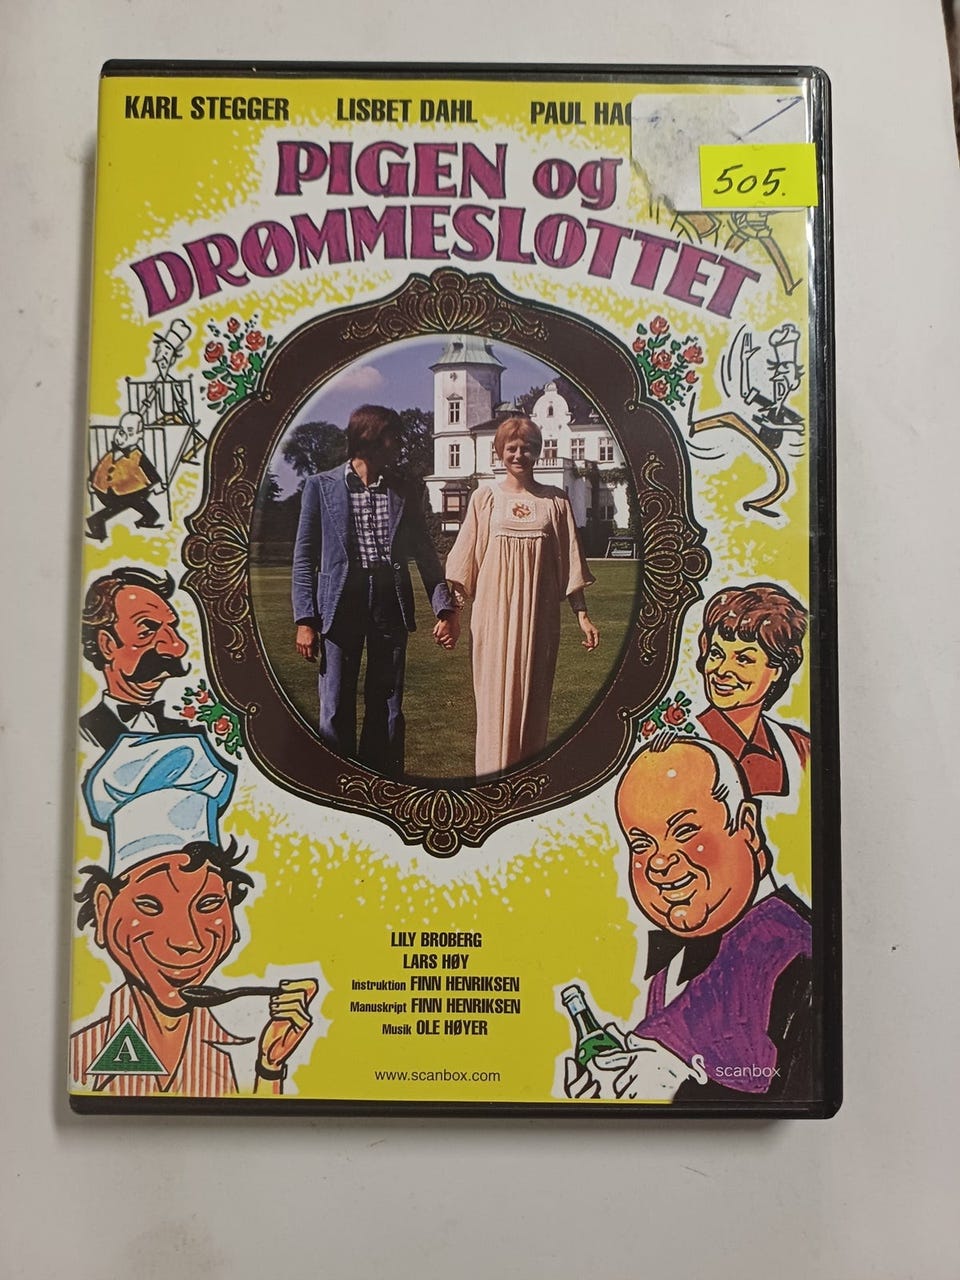 KARL STEGGER LISBET DAHL PAUL
505.
PIGEN og
DRØMMESLOTTET
LILY BROBERG
LARS HØY
Instruktion FINN HENRIKSEN
Manuskript FINN HENRIKSEN
Musik OLE HØYER
A
www.scanbox.com
scanbox